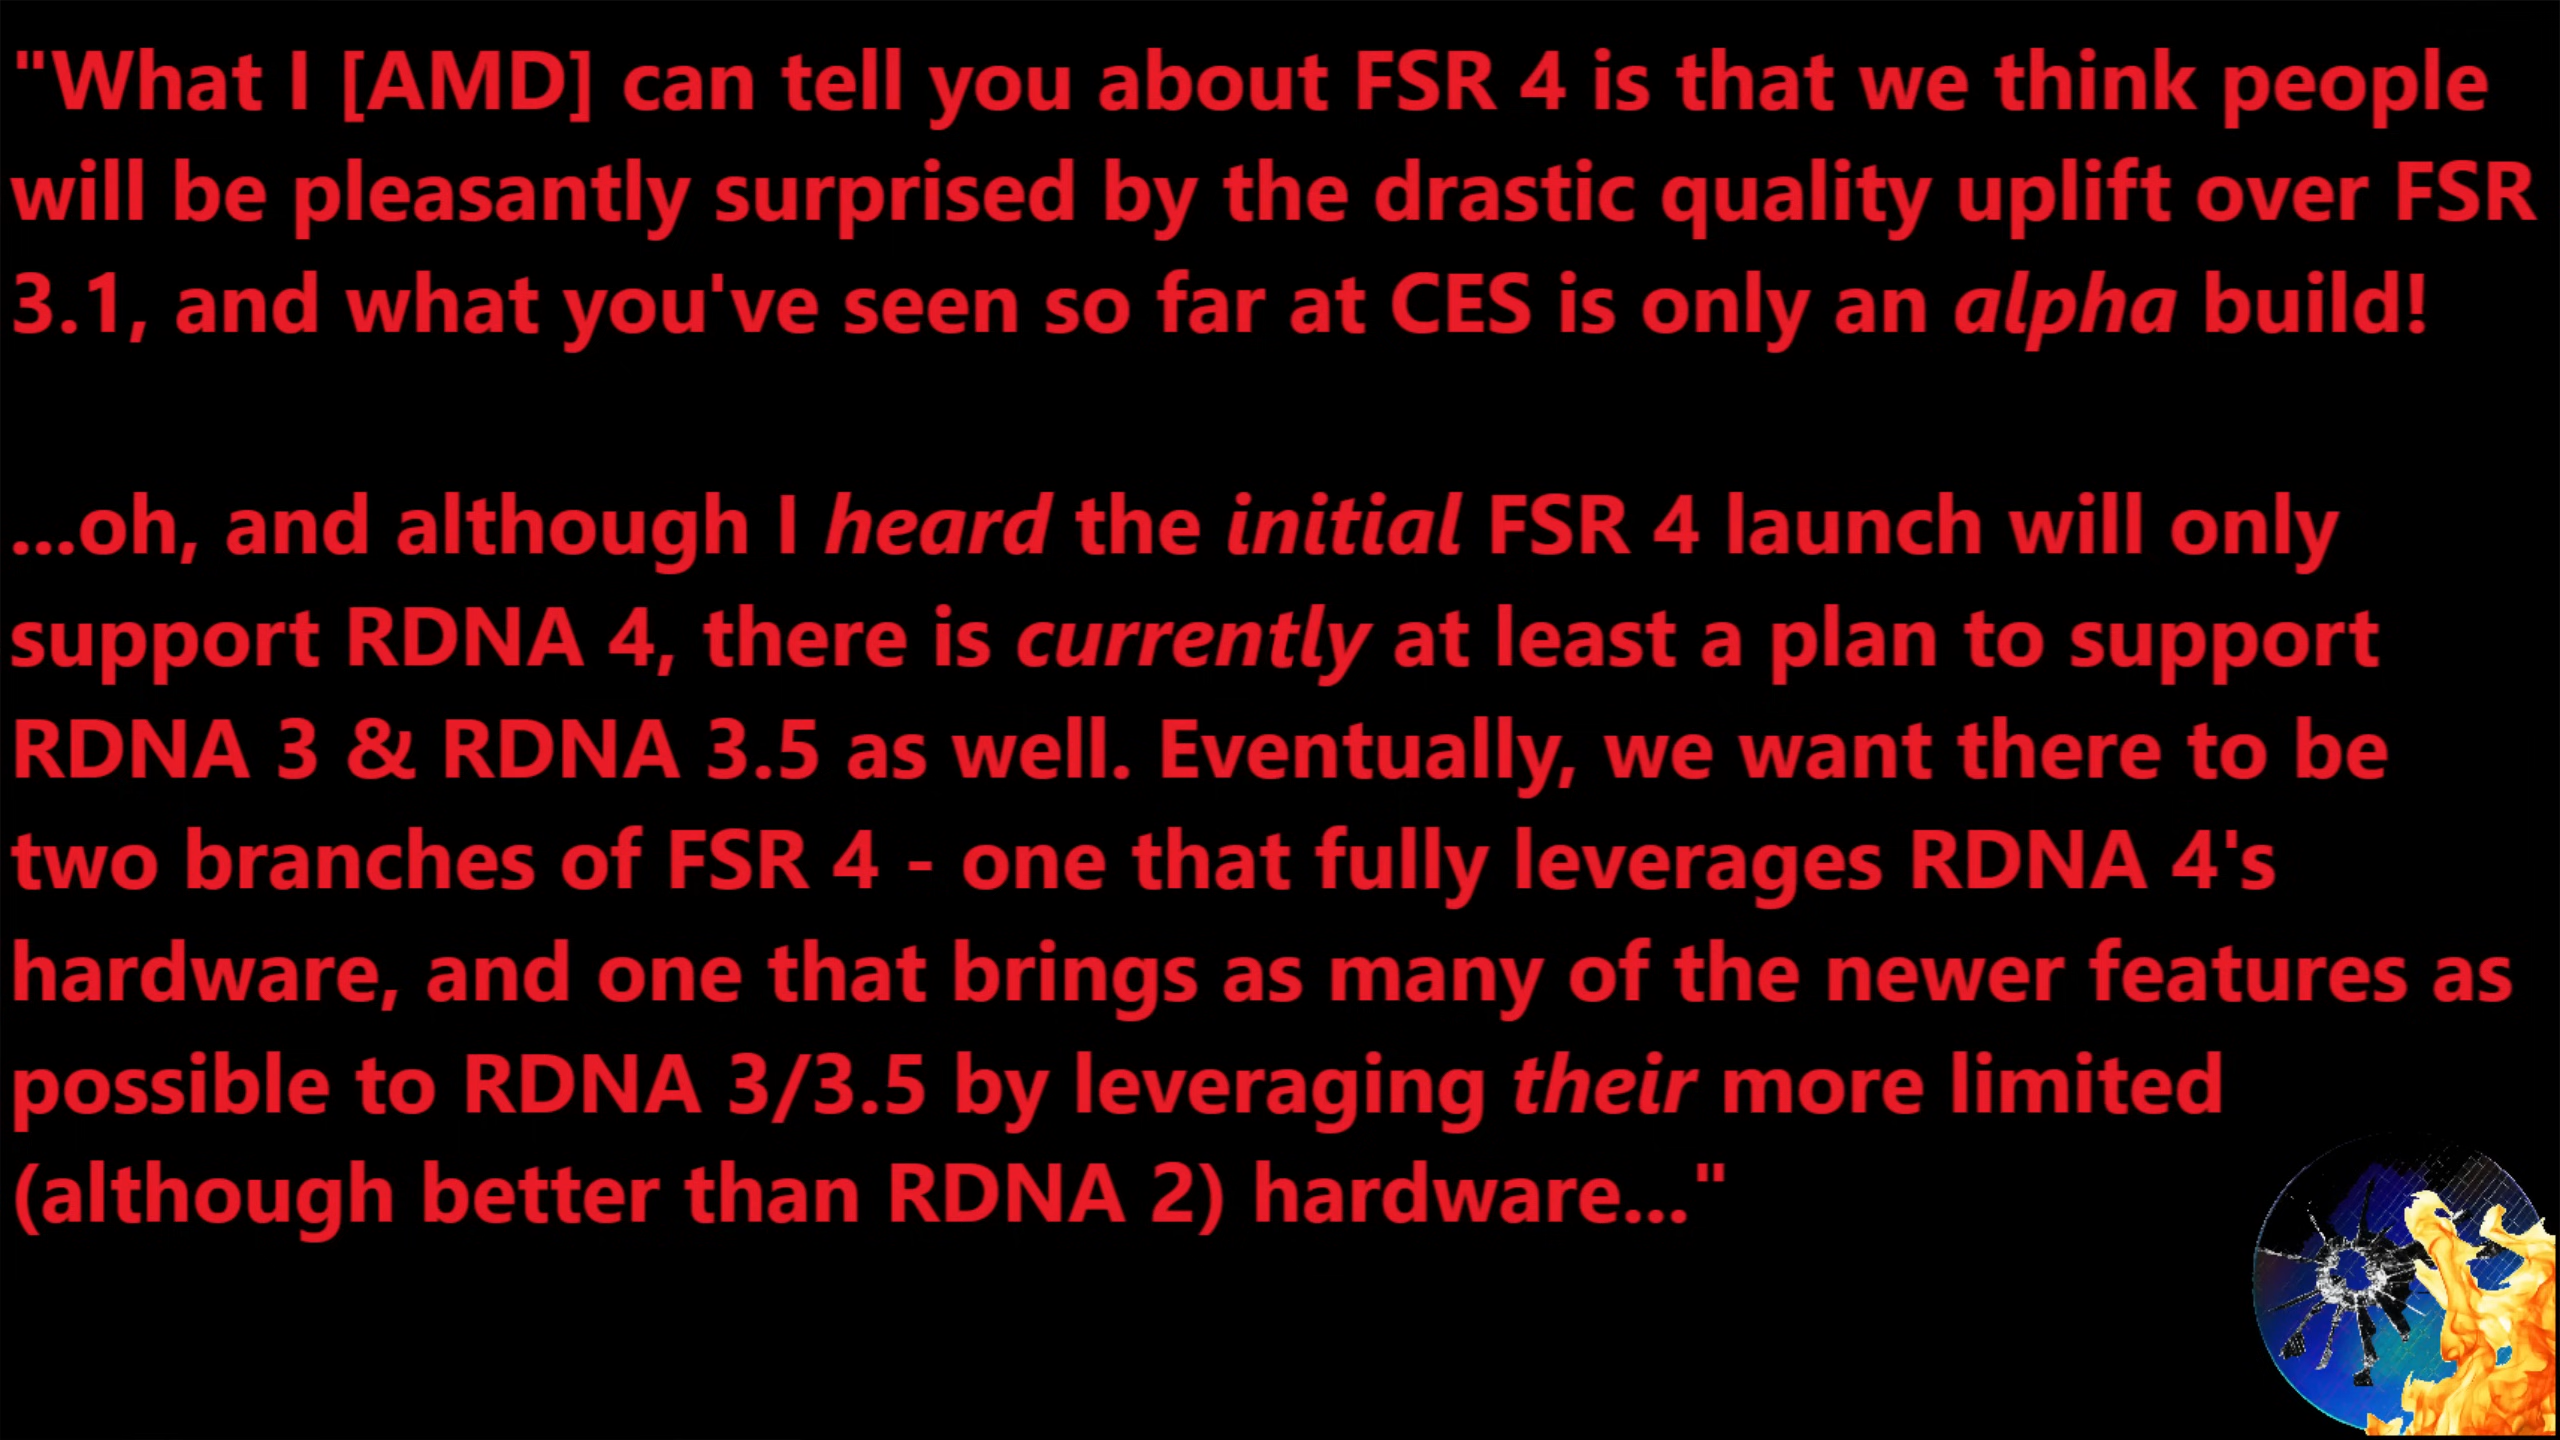 "What I [AMD] can tell you about FSR 4 is that we think people
will be pleasantly surprised by the drastic quality uplift over FSR
3.1, and what you've seen so far at CES is only an alpha build!
...oh, and although I heard the initial FSR 4 launch will only
support RDNA 4, there is currently at least a plan to support
RDNA 3 & RDNA 3.5 as well. Eventually, we want there to be
two branches of FSR 4 - one that fully leverages RDNA 4's
hardware, and one that brings as many of the newer features as
possible to RDNA 3/3.5 by leveraging their more limited
(although better than RDNA 2) hardware..."